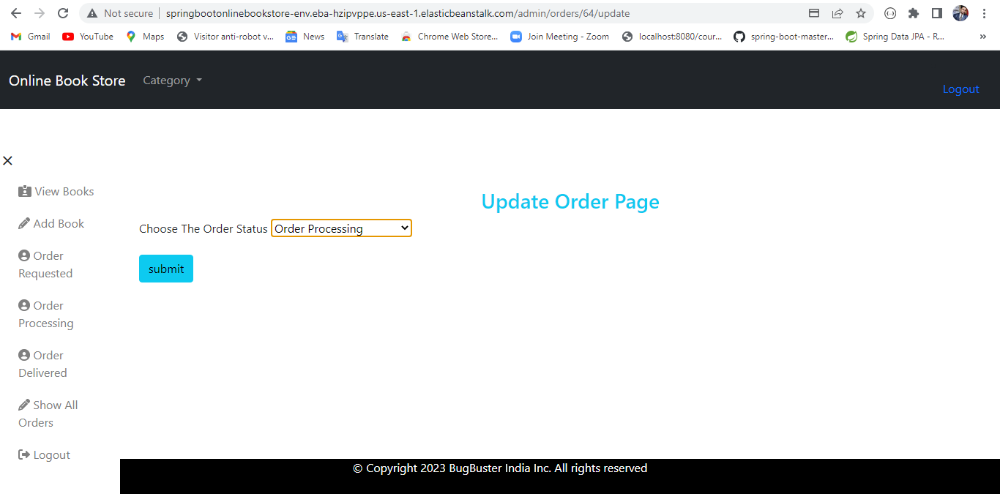 Not secure springbootonlinebookstore-env.eba-hzipvppe.us-east-1.elasticbeanstalk.com/admin/orders/64/update
Gmail YouTube Maps Visitor anti-robot v... News Translate Chrome Web Store... Join Meeting - Zoom localhost:8080/cour... spring-boot-master... Spring Data JPA - R... »
Online Book Store Category
Logout
View Books
Update Order Page
Add Book
Choose The Order Status Order Processing
Order
Requested
submit
Order
Processing
Order
Delivered
Show All
Orders
Logout
© Copyright 2023 BugBuster India Inc. All rights reserved